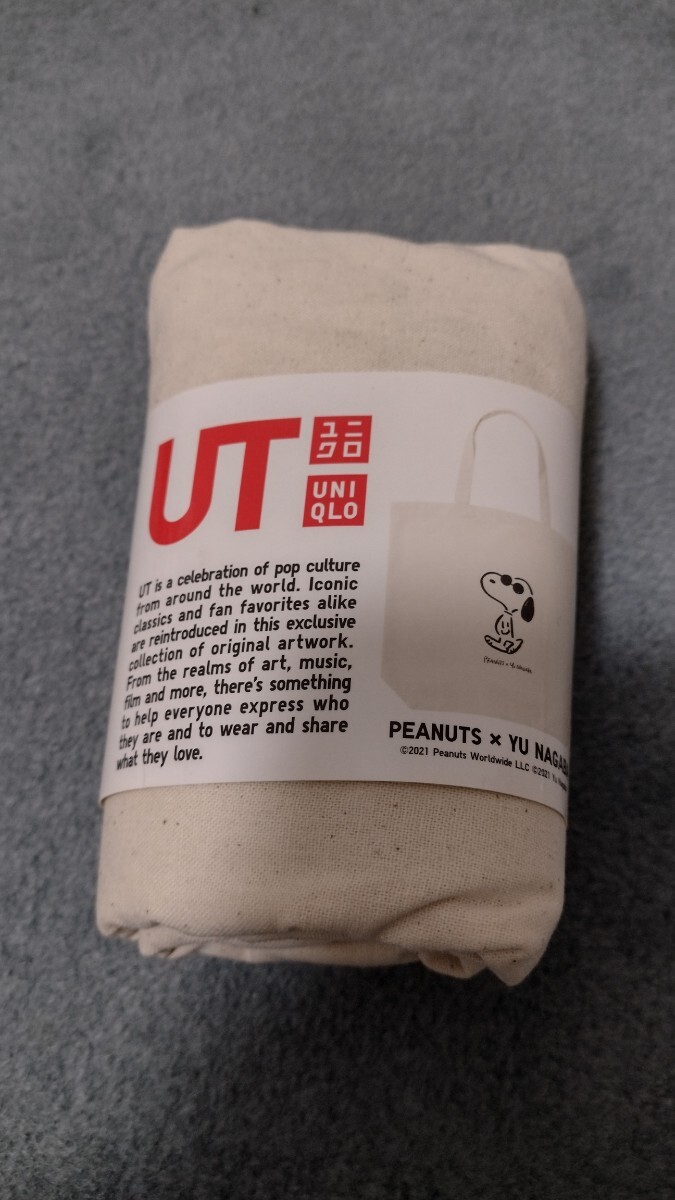 UT
ユニ
クロ
UNI
QLO
UT is a celebration of pop culture
from around the world. Iconic
classics and fan favorites alike
are reintroduced in this exclusive
collection of original artwork.
From the realms of art, music,
film and more, there's something
to help everyone express who
they are and to wear and share
what they love.
PEANUTS × YU
©2021 Peanuts Worldwide LLC ©2021 Yu